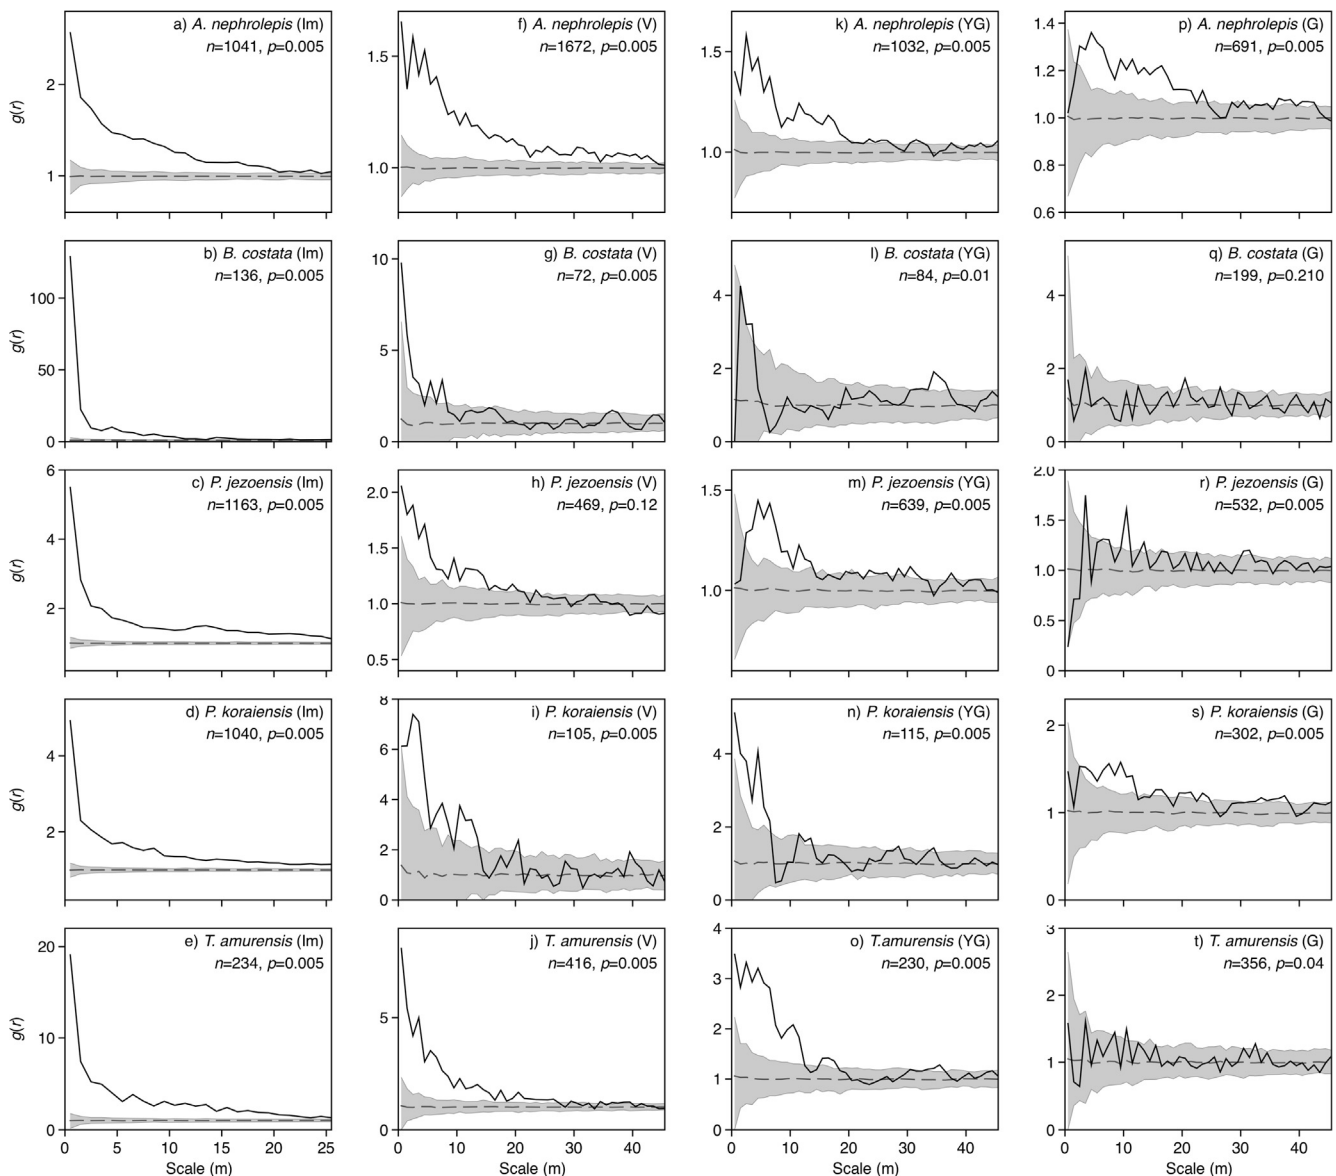 a) A. nephrolepis (Im)
n=1041, p=0.005
g(r)
2
1
f) A. nephrolepis (V)
n=1672, p=0.005
1.5
1.0
k) A. nephrolepis (YG)
n=1032, p=0.005
1.5
1.0
p) A. nephrolepis (G)
n=691, p=0.005
1.4
1.2
1.0
0.8
0.6
b) B. costata (Im)
n=136, p=0.005
g(r)
100
50
0
g) B. costata (V)
n=72, p=0.005
10
5
0
l) B. costata (YG)
n=84, p=0.01
4
2
0
q) B. costata (G)
n=199, p=0.210
4
2
0
c) P. jezoensis (Im)
n=1163, p=0.005
g(r)
6
4
2
h) P. jezoensis (V)
n=469, p=0.12
2.0
1.5
1.0
0.5
m) P. jezoensis (YG)
n=639, p=0.005
1.5
1.0
r) P. jezoensis (G)
n=532, p=0.005
2.0
1.5
1.0
0.5
0
d) P. koraiensis (Im)
n=1040, p=0.005
g(r)
4
2
i) P. koraiensis (V)
n=105, p=0.005
8
6
4
2
0
n) P. koraiensis (YG)
n=115, p=0.005
4
2
0
s) P. koraiensis (G)
n=302, p=0.005
2
1
0
e) T. amurensis (Im)
n=234, p=0.005
g(r)
20
10
0
0 5 10 15 20 25
Scale (m)
j) T. amurensis (V)
n=416, p=0.005
5
0
0 10 20 30 40
Scale (m)
o) T.amurensis (YG)
n=230, p=0.005
4
3
2
1
0
0 10 20 30 40
Scale (m)
t) T. amurensis (G)
n=356, p=0.04
3
2
1
0
0 10 20 30 40
Scale (m)